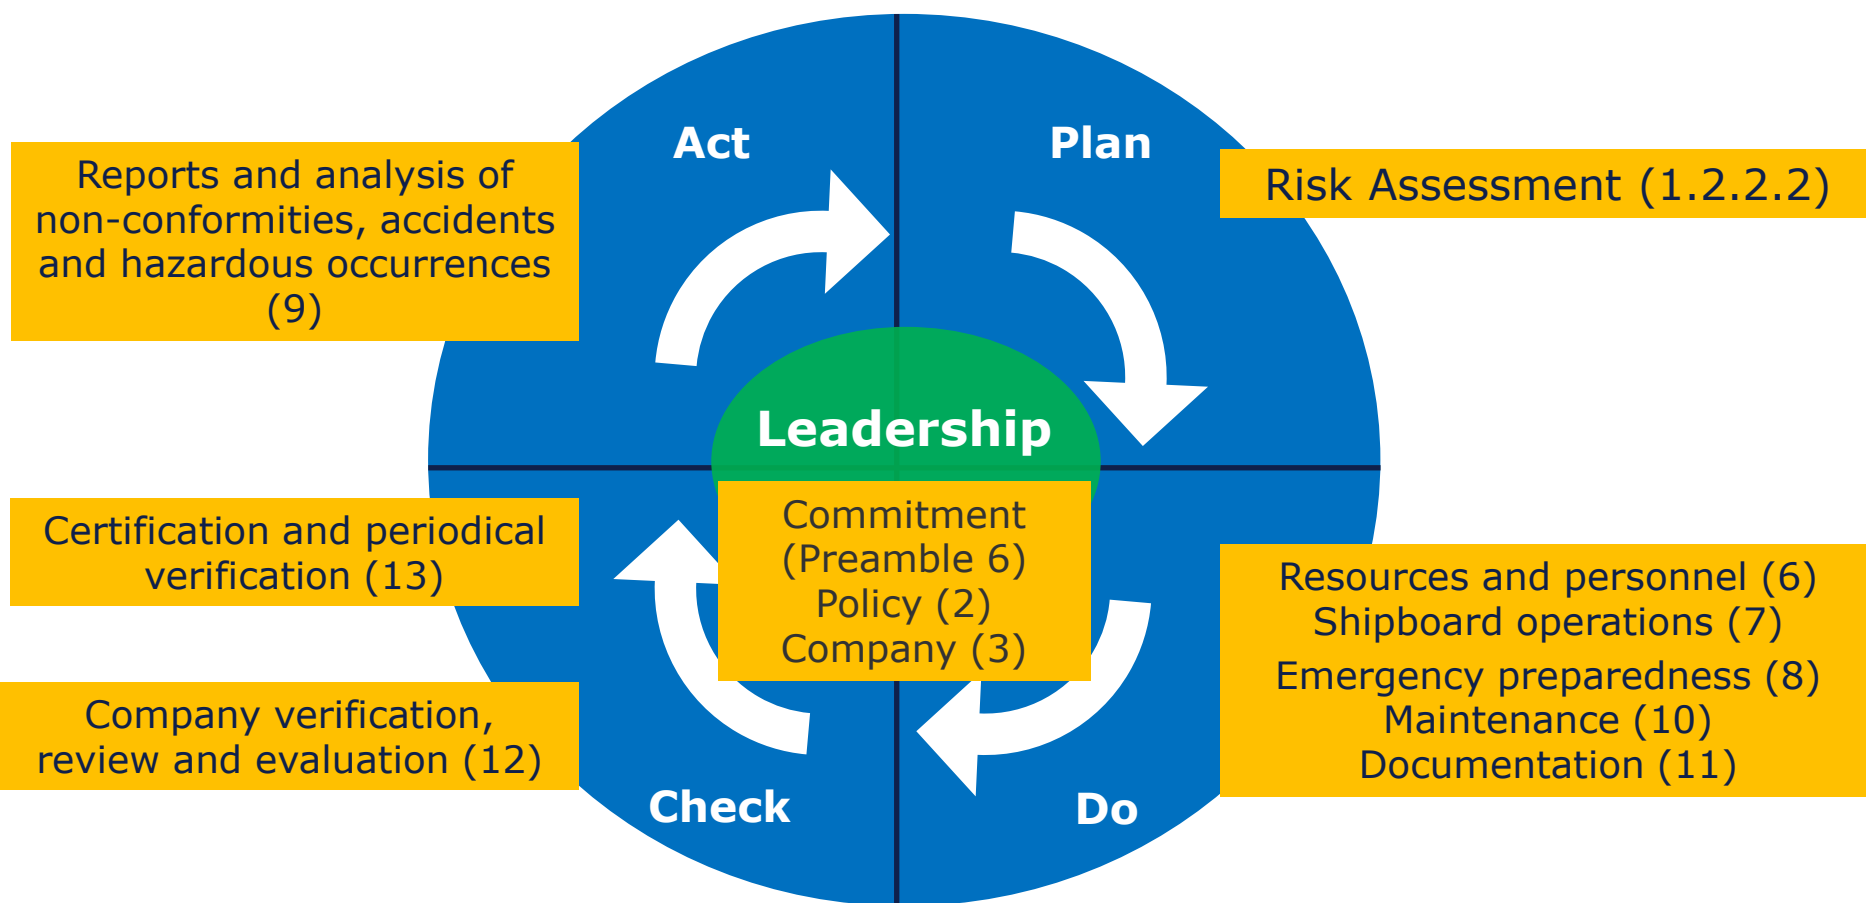 Act
Plan
Reports and analysis of
non-conformities, accidents
and hazardous occurrences
(9)
Risk Assessment (1.2.2.2)
Leadership
Commitment
(Preamble 6)
Policy (2)
Company (3)
Certification and periodical
verification (13)
Company verification,
review and evaluation (12)
Resources and personnel (6)
Shipboard operations (7)
Emergency preparedness (8)
Maintenance (10)
Documentation (11)
Check
Do